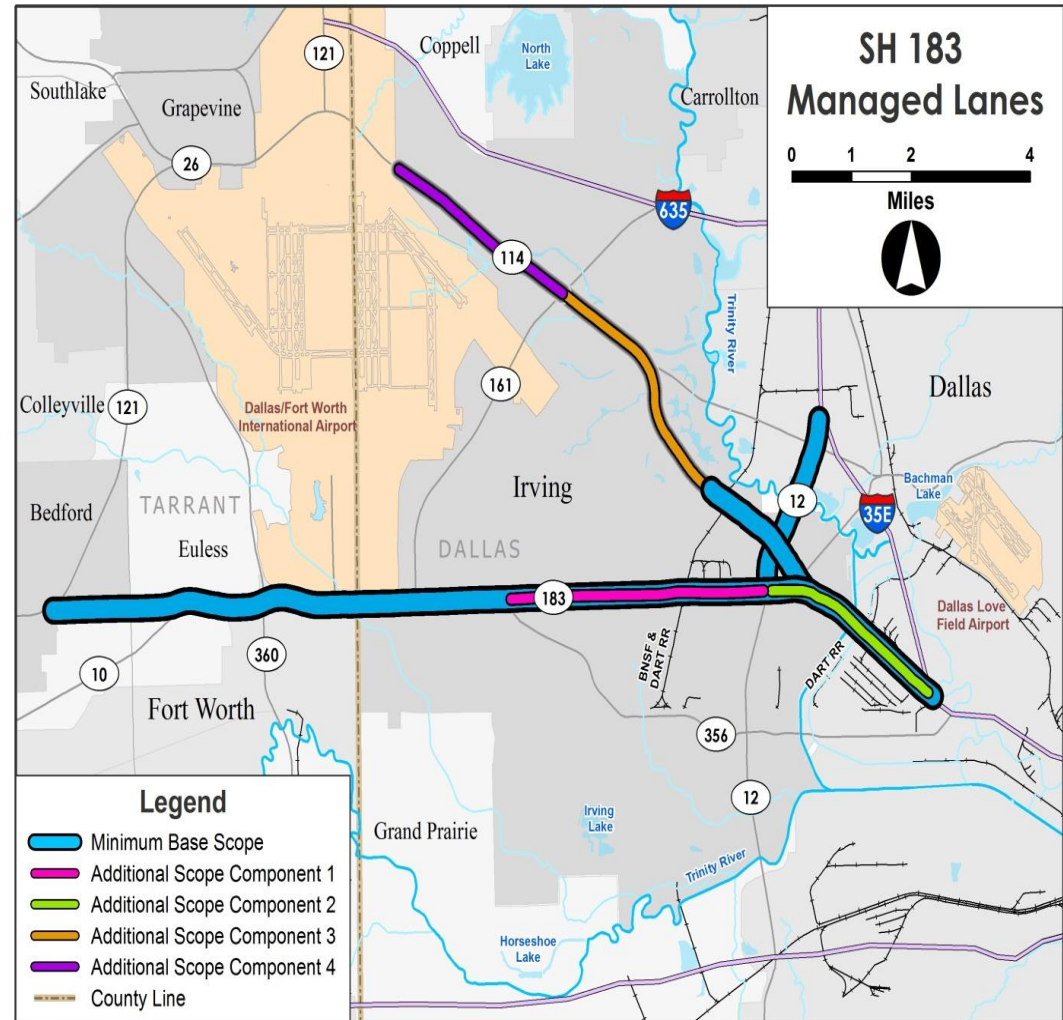 SH 183
Managed Lanes
0 1 2 4
Miles
121
Coppell
North
Lake
Southlake
Grapevine
Carrollton
26
635
114
Trinity River
161
Dallas
Colleyville
121
Dallas/Fort Worth
International Airport
Bachman
Lake
Irving
12
35E
Bedford
TARRANT
Euless
DALLAS
183
Dallas Love
Field Airport
BNSF &
DART RR
DART RR
10
360
Fort Worth
356
12
Grand Prairie
Irving
Lake
Trinity River
Horseshoe
Lake
Legend
Minimum Base Scope
Additional Scope Component 1
Additional Scope Component 2
Additional Scope Component 3
Additional Scope Component 4
County Line